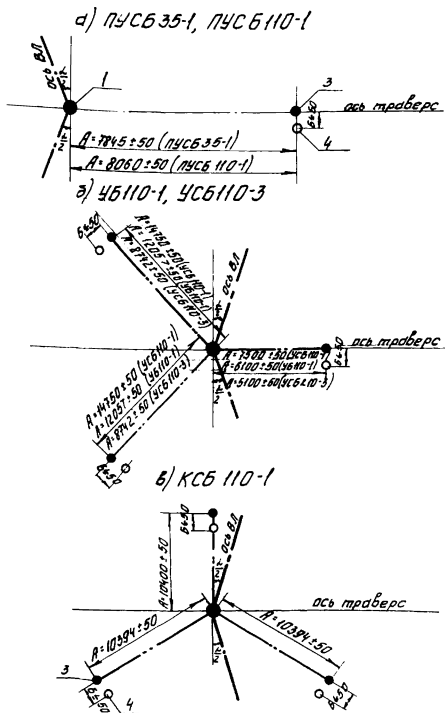 а) ПУСБ 35-1, ПУСБ 110-1
ось ВЛ
1
3
ось траверс
Б≤50
4
А=7845±50 (ПУСБ 35-1)
А=8060±50 (ПУСБ 110-1)
б) УБ110-1, УСБ110-3
Б≤50
А=14750±50(УСБ110-1)
А=12057±50(УБ110-1)
А=8742±50(УСБ110-3)
ось ВЛ
ось траверс
А=7500±50(УСБ110-1)
А=6100±50(УБ110-1)
А=5100±50(УСБ110-3)
Б≤50
А=14750±50(УСБ110-1)
А=12057±50(УБ110-1)
А=8742±50(УСБ110-3)
Б≤50
в) КСБ 110-1
Б≤50
ось ВЛ
А=10400±50
ось траверс
А=10394±50
А=10394±50
3
Б≤50
4
Б≤50